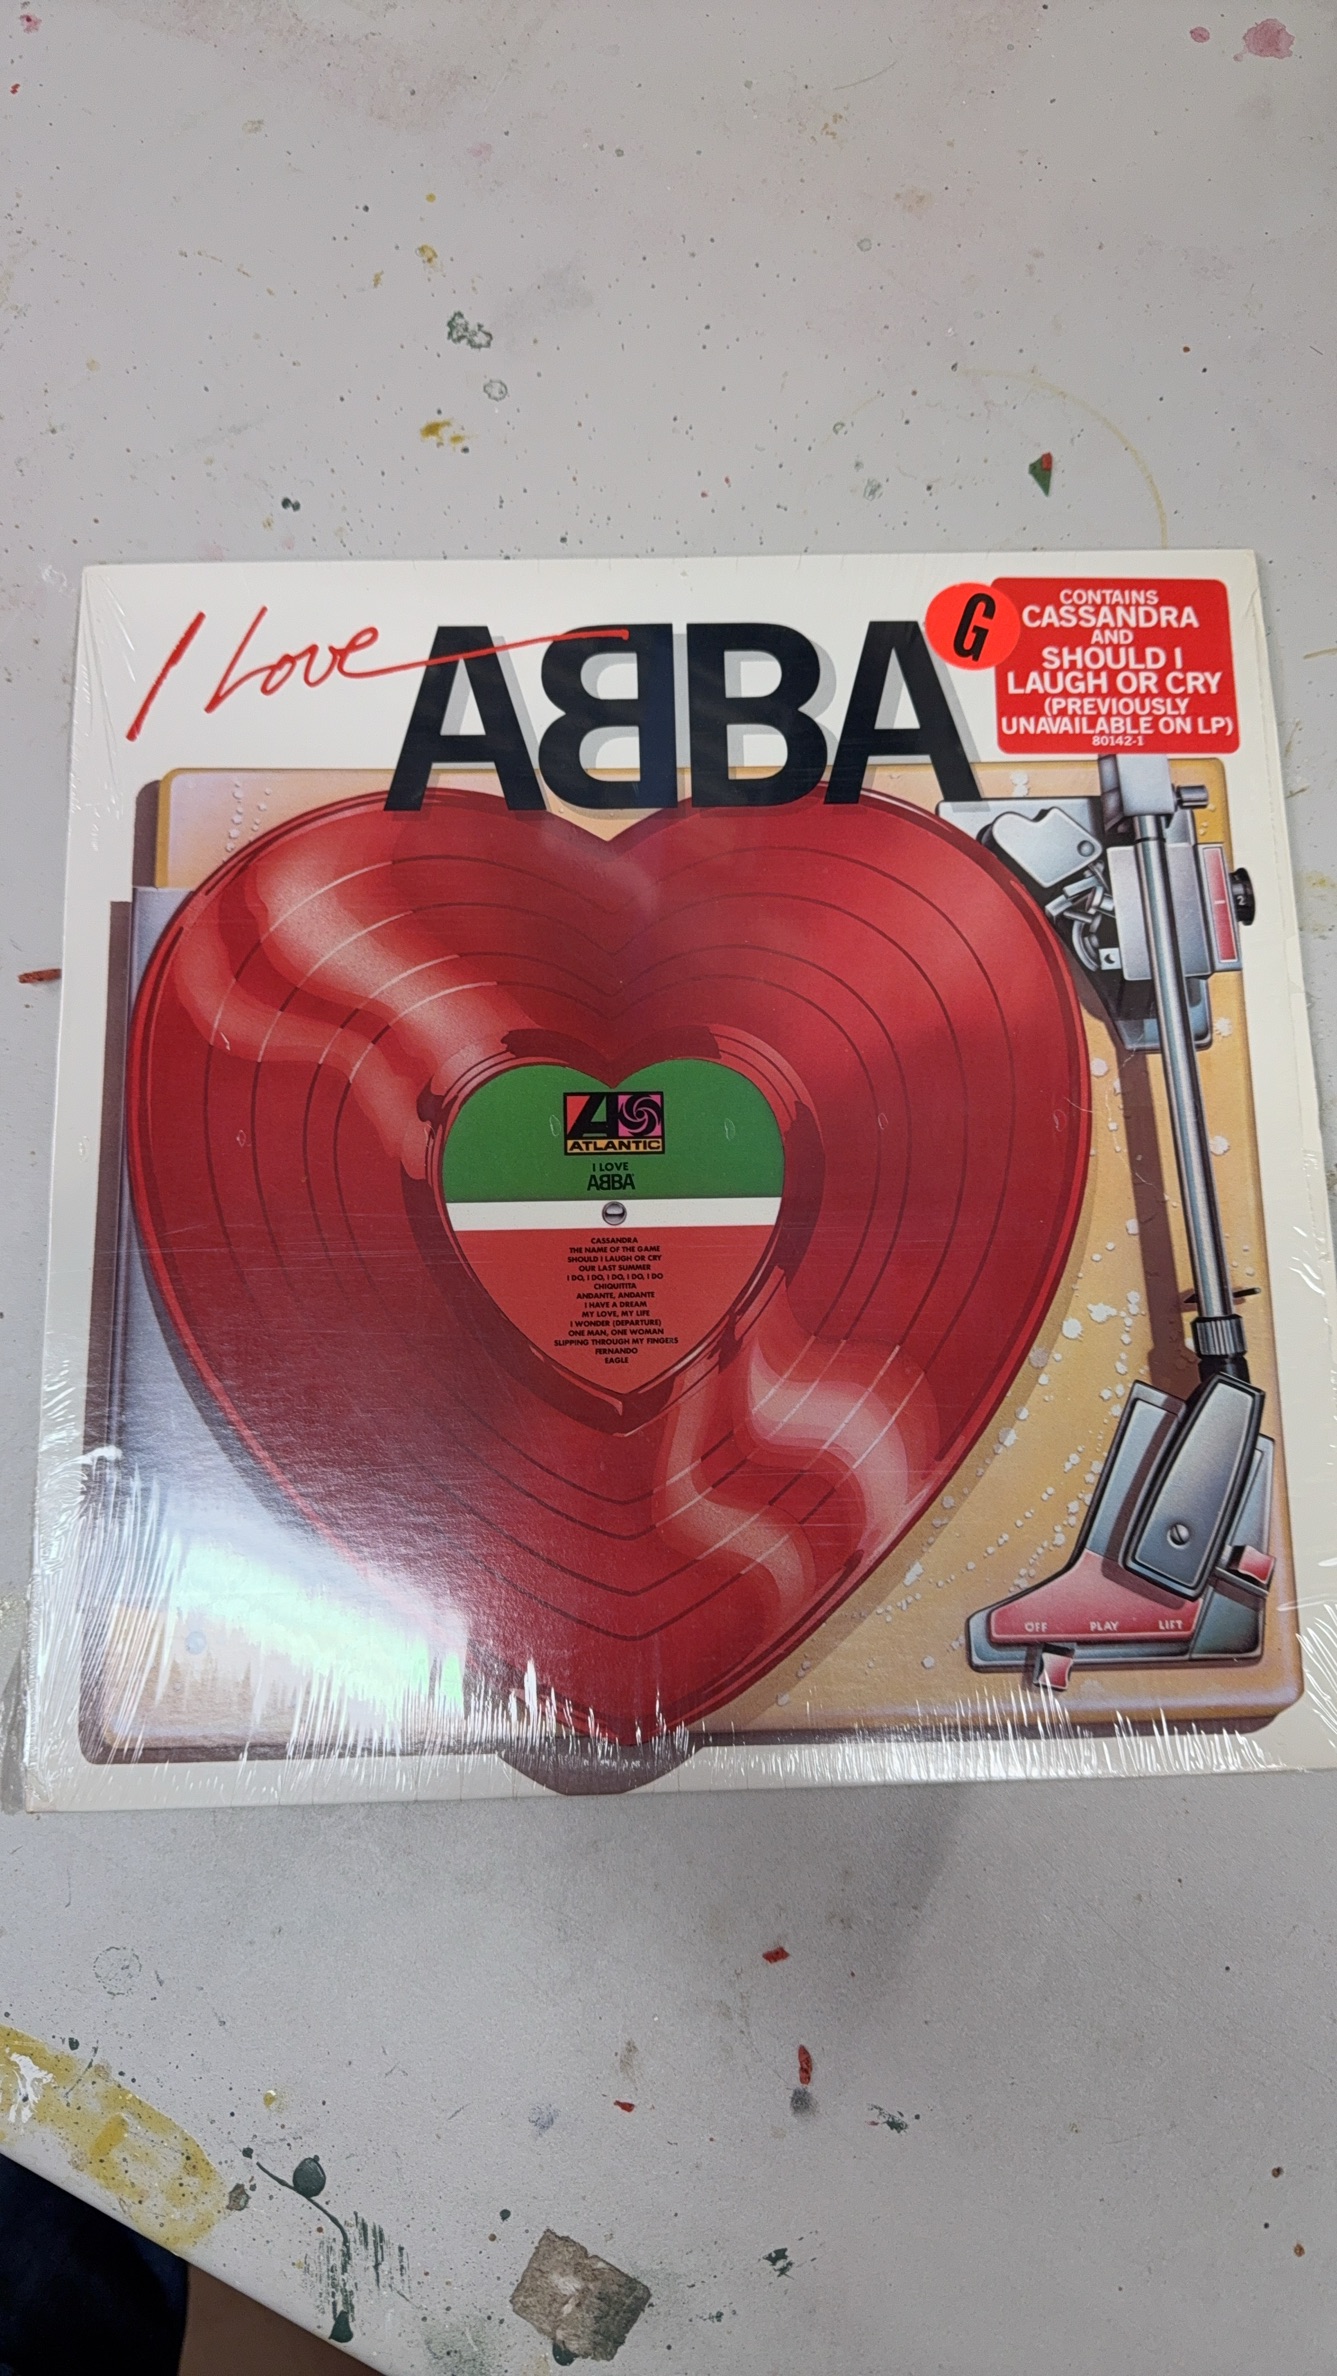 I Love ABBA
G
CONTAINS
CASSANDRA
AND
SHOULD I
LAUGH OR CRY
(PREVIOUSLY
UNAVAILABLE ON LP)
80142-1
2
ATLANTIC
I LOVE
ABBA
CASSANDRA
THE NAME OF THE GAME
SHOULD I LAUGH OR CRY
OUR LAST SUMMER
I DO, I DO, I DO, I DO, I DO
CHIQUITITA
ANDANTE, ANDANTE
I HAVE A DREAM
MY LOVE, MY LIFE
I WONDER (DEPARTURE)
ONE MAN, ONE WOMAN
SLIPPING THROUGH MY FINGERS
FERNANDO
EAGLE
OFF PLAY LIFT